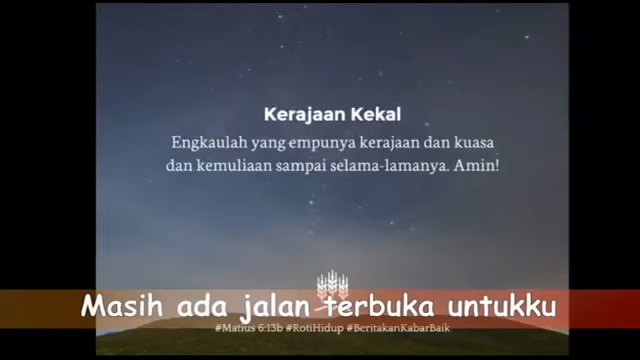 Kerajaan Kekal
Engkaulah yang empunya kerajaan dan kuasa
dan kemuliaan sampai selama-lamanya. Amin!
Masih ada jalan terbuka untukku
#Matius 6:13b #RotiHidup #BeritakanKabarBaik